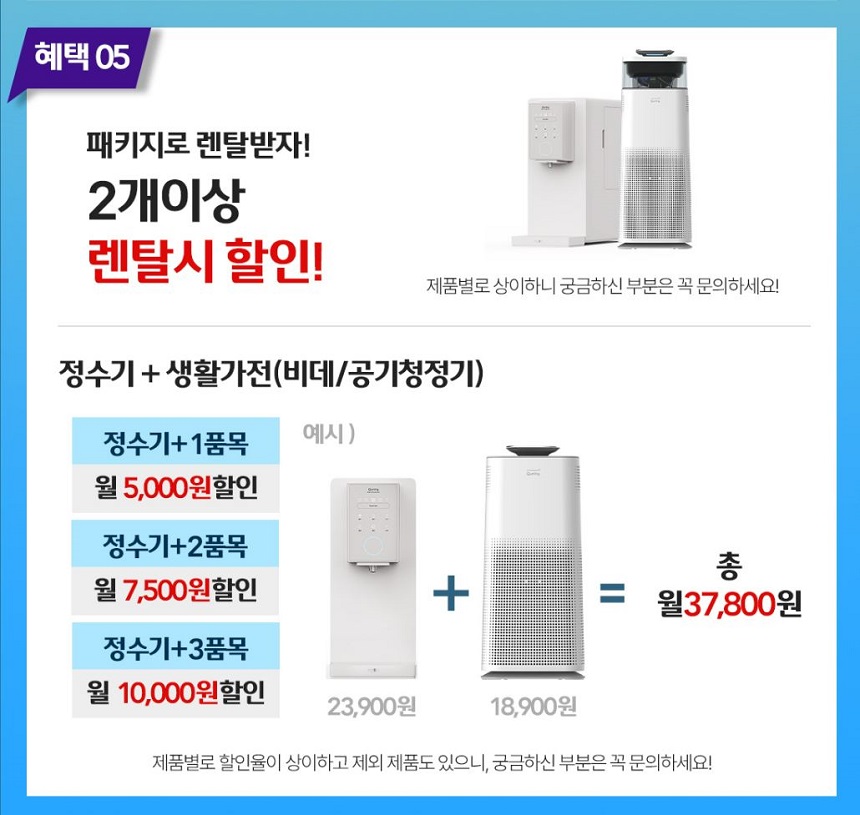 혜택 05
패키지로 렌탈받자!
2개이상
렌탈시 할인!
제품별로 상이하니 궁금하신 부분은 꼭 문의하세요!
정수기 + 생활가전(비데/공기청정기)
정수기+1품목
월 5,000원할인
정수기+2품목
월 7,500원할인
정수기+3품목
월 10,000원할인
예시 )
+
=
23,900원
18,900원
총
월37,800원
제품별로 할인율이 상이하고 제외 제품도 있으니, 궁금하신 부분은 꼭 문의하세요!